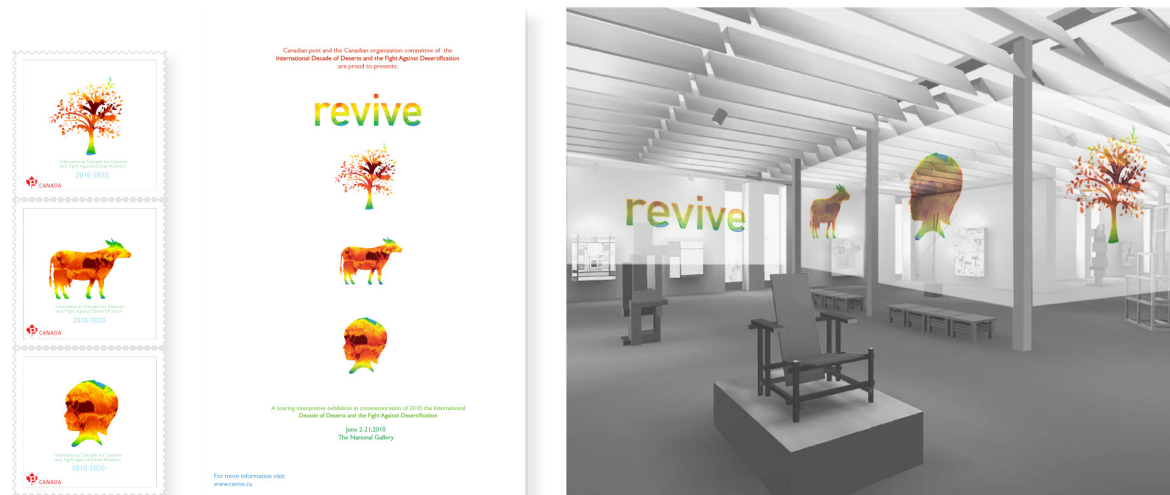 International Decade for Deserts
and Fight Against Desertification
2010-2020
CANADA
International Decade for Deserts
and Fight Against Desertification
2010-2020
CANADA
International Decade for Deserts
and Fight Against Desertification
2010-2020
CANADA
Canadian post and the Canadian organization committee of the
International Decade of Deserts and the Fight Against Desertification
are proud to presents:
revive
A touring interpretive exhibition in commemoration of 2010, the International
Decade of Deserts and the Fight Against Desertification
June 2-21,2010
The National Gallery
For more information visit:
www.revive.ca
revive